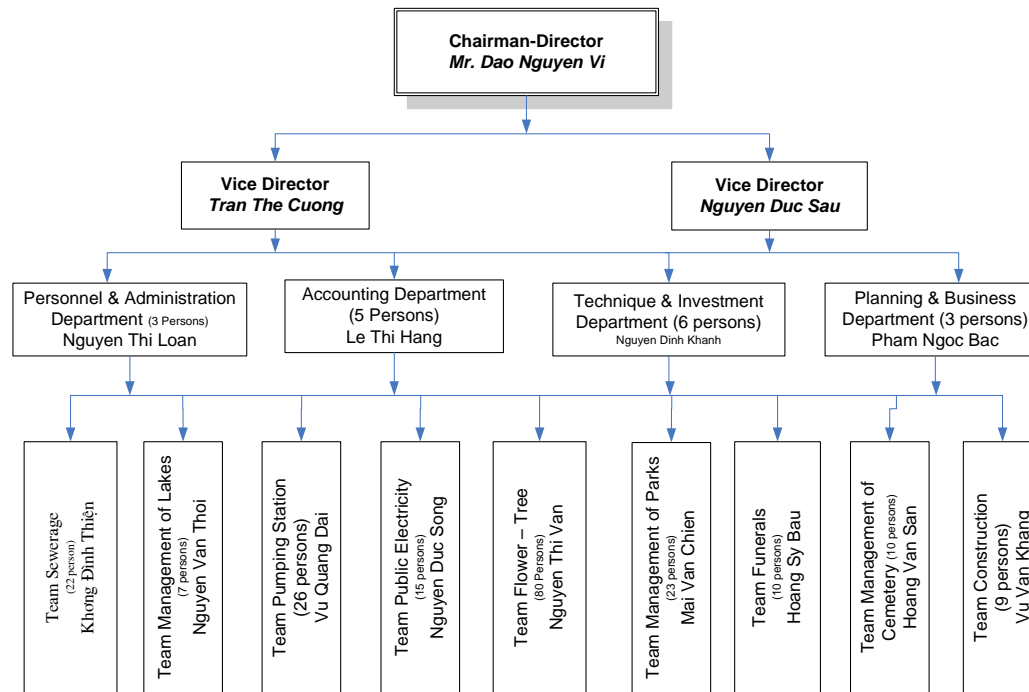 Chairman-Director
Mr. Dao Nguyen Vi
Vice Director
Tran The Cuong
Vice Director
Nguyen Duc Sau
Personnel & Administration
Department (3 Persons)
Nguyen Thi Loan
Accounting Department
(5 Persons)
Le Thi Hang
Technique & Investment
Department (6 persons)
Nguyen Dinh Khanh
Planning & Business
Department (3 persons)
Pham Ngoc Bac
Team Sewerage
(22 person)
Khơng Đình Thiện
Team Management of Lakes
(7 persons)
Nguyen Van Thoi
Team Pumping Station
(26 persons)
Vu Quang Dai
Team Public Electricity
(15 persons)
Nguyen Duc Song
Team Flower – Tree
(80 Persons)
Nguyen Thi Van
Team Management of Parks
(23 persons)
Mai Van Chien
Team Funerals
(10 persons)
Hoang Sy Bau
Team Management of
Cemetery (10 persons)
Hoang Van San
Team Construction
(9 persons)
Vu Van Khang